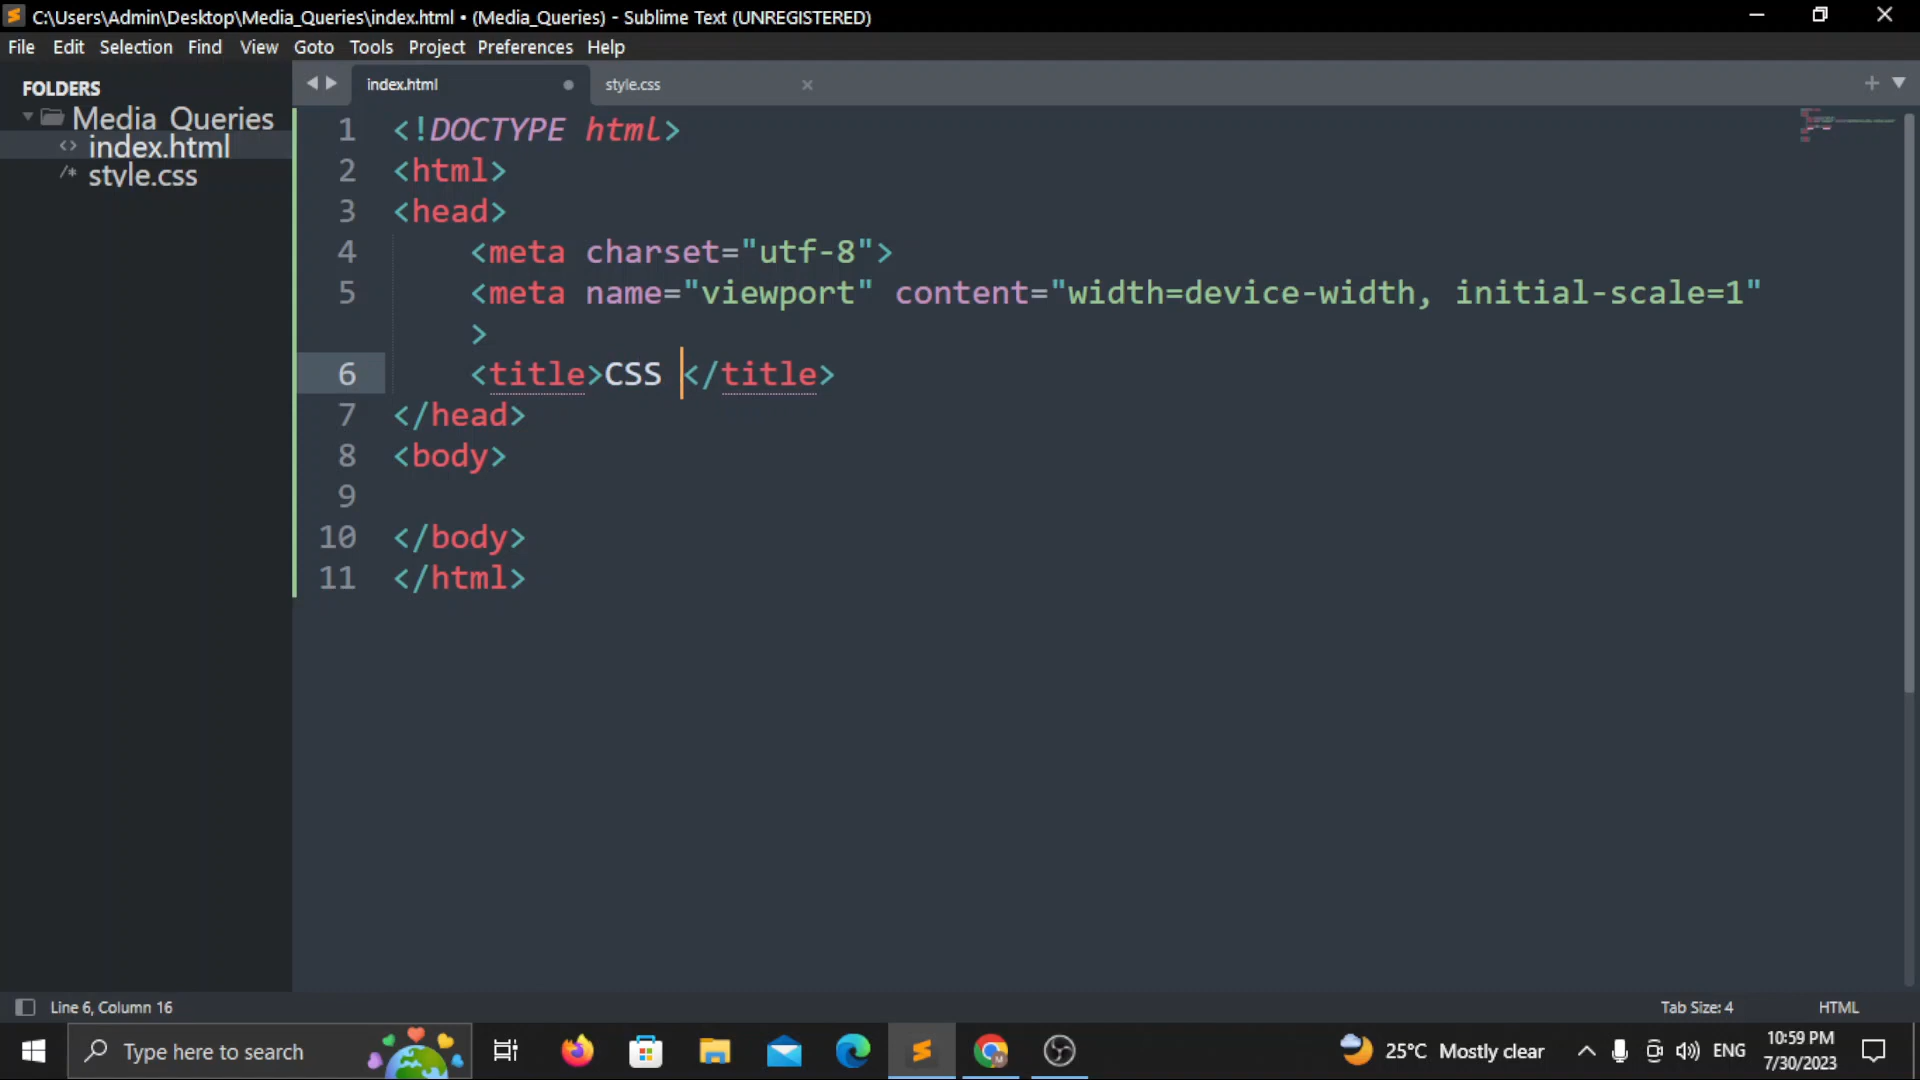 C:\Users\Admin\Desktop\Media_Queries\index.html • (Media_Queries) - Sublime Text (UNREGISTERED)
File Edit Selection Find View Goto Tools Project Preferences Help
FOLDERS
Media_Queries
index.html
style.css
index.html
style.css
1 <!DOCTYPE html>
2 <html>
3 <head>
4 <meta charset="utf-8">
5 <meta name="viewport" content="width=device-width, initial-scale=1"
>
6 <title>CSS </title>
7 </head>
8 <body>
9
10 </body>
11 </html>
Line 6, Column 16
Tab Size: 4
HTML
Type here to search
25°C Mostly clear
ENG
10:59 PM
7/30/2023